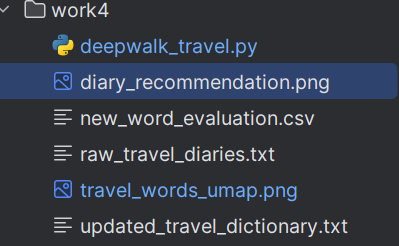 work4
deepwalk_travel.py
diary_recommendation.png
new_word_evaluation.csv
raw_travel_diaries.txt
travel_words_umap.png
updated_travel_dictionary.txt